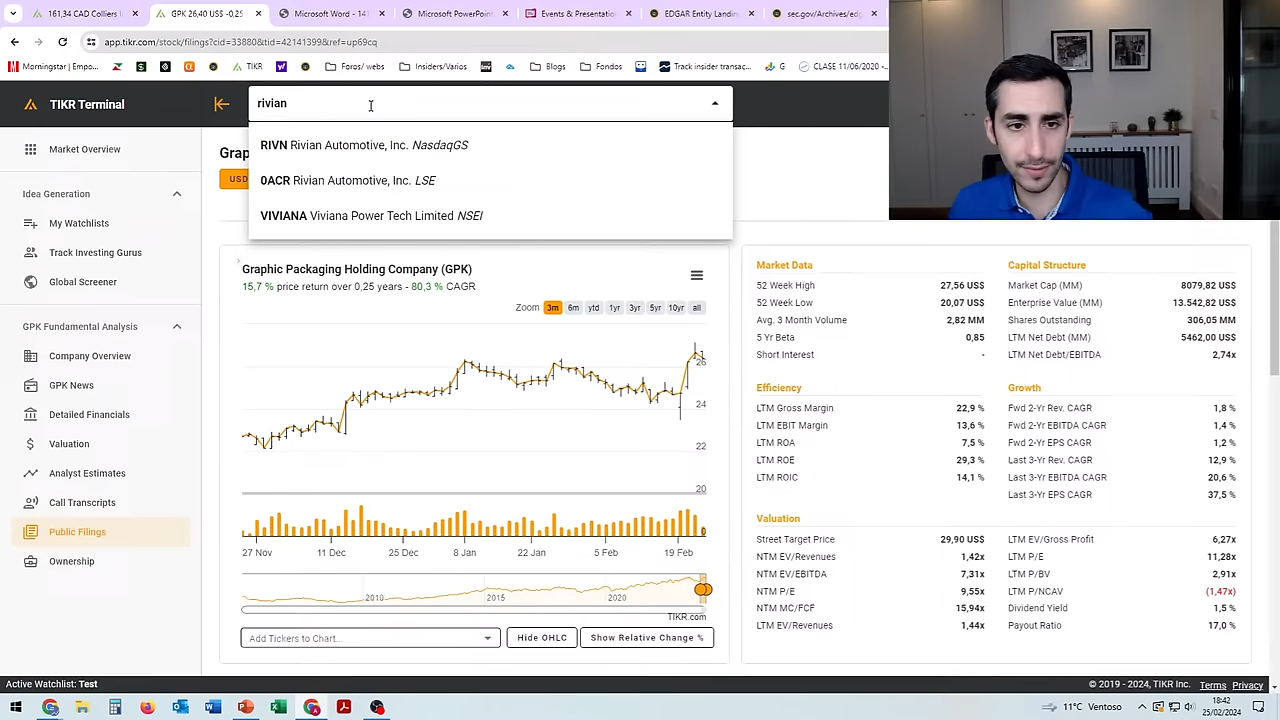 161,34 CAD Colliers I
GPK 26,40 US$ -0,25
Microsoft Word - 141
Microsoft PowerPoint
Events & Presentation
EDGAR Entity Landing
sec.gov/Archives/edg
app.tikr.com/stock/filings?cid=33880&tid=42141399&ref=up69cq
Morningstar | Empo...
TIKR
Foros/ webs
Insiders/Varios
Blogs
Fondos
Track insider transac...
G
CLASE 11/06/2020 -...
TIKR Terminal
rivian
RIVN Rivian Automotive, Inc. NasdaqGS
0ACR Rivian Automotive, Inc. LSE
VIVIANA Viviana Power Tech Limited NSEI
Market Overview
Idea Generation
My Watchlists
Track Investing Gurus
Global Screener
GPK Fundamental Analysis
Company Overview
GPK News
Detailed Financials
Valuation
Analyst Estimates
Call Transcripts
Public Filings
Ownership
Grap
USD
Graphic Packaging Holding Company (GPK)
15,7 % price return over 0,25 years - 80,3 % CAGR
Zoom 3m 6m ytd 1yr 3yr 5yr 10yr all
26
24
22
20
0
27 Nov 11 Dec 25 Dec 8 Jan 22 Jan 5 Feb 19 Feb
2010 2015 2020
TIKR.com
Add Tickers to Chart...
Hide OHLC
Show Relative Change %
Market Data
52 Week High 27,56 US$
52 Week Low 20,07 US$
Avg. 3 Month Volume 2,82 MM
5 Yr Beta 0,85
Short Interest -
Efficiency
LTM Gross Margin 22,9 %
LTM EBIT Margin 13,6 %
LTM ROA 7,5 %
LTM ROE 29,3 %
LTM ROIC 14,1 %
Valuation
Street Target Price 29,90 US$
NTM EV/Revenues 1,42x
NTM EV/EBITDA 7,31x
NTM P/E 9,55x
NTM MC/FCF 15,94x
LTM EV/Revenues 1,44x
Capital Structure
Market Cap (MM) 8079,82 US$
Enterprise Value (MM) 13.542,82 US$
Shares Outstanding 306,05 MM
LTM Net Debt (MM) 5462,00 US$
LTM Net Debt/EBITDA 2,74x
Growth
Fwd 2-Yr Rev. CAGR 1,8 %
Fwd 2-Yr EBITDA CAGR 1,4 %
Fwd 2-Yr EPS CAGR 1,2 %
Last 3-Yr Rev. CAGR 12,9 %
Last 3-Yr EBITDA CAGR 20,6 %
Last 3-Yr EPS CAGR 37,5 %
LTM EV/Gross Profit 6,27x
LTM P/E 11,28x
LTM P/BV 2,91x
LTM P/NCAV (1,47x)
Dividend Yield 1,5 %
Payout Ratio 17,0 %
Active Watchlist: Test
© 2019 - 2024, TIKR Inc. Terms Privacy
11°C Ventoso
18:42
25/02/2024